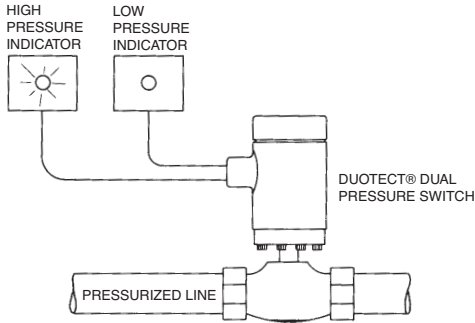 HIGH
PRESSURE
INDICATOR
LOW
PRESSURE
INDICATOR
DUOTECT® DUAL
PRESSURE SWITCH
PRESSURIZED LINE